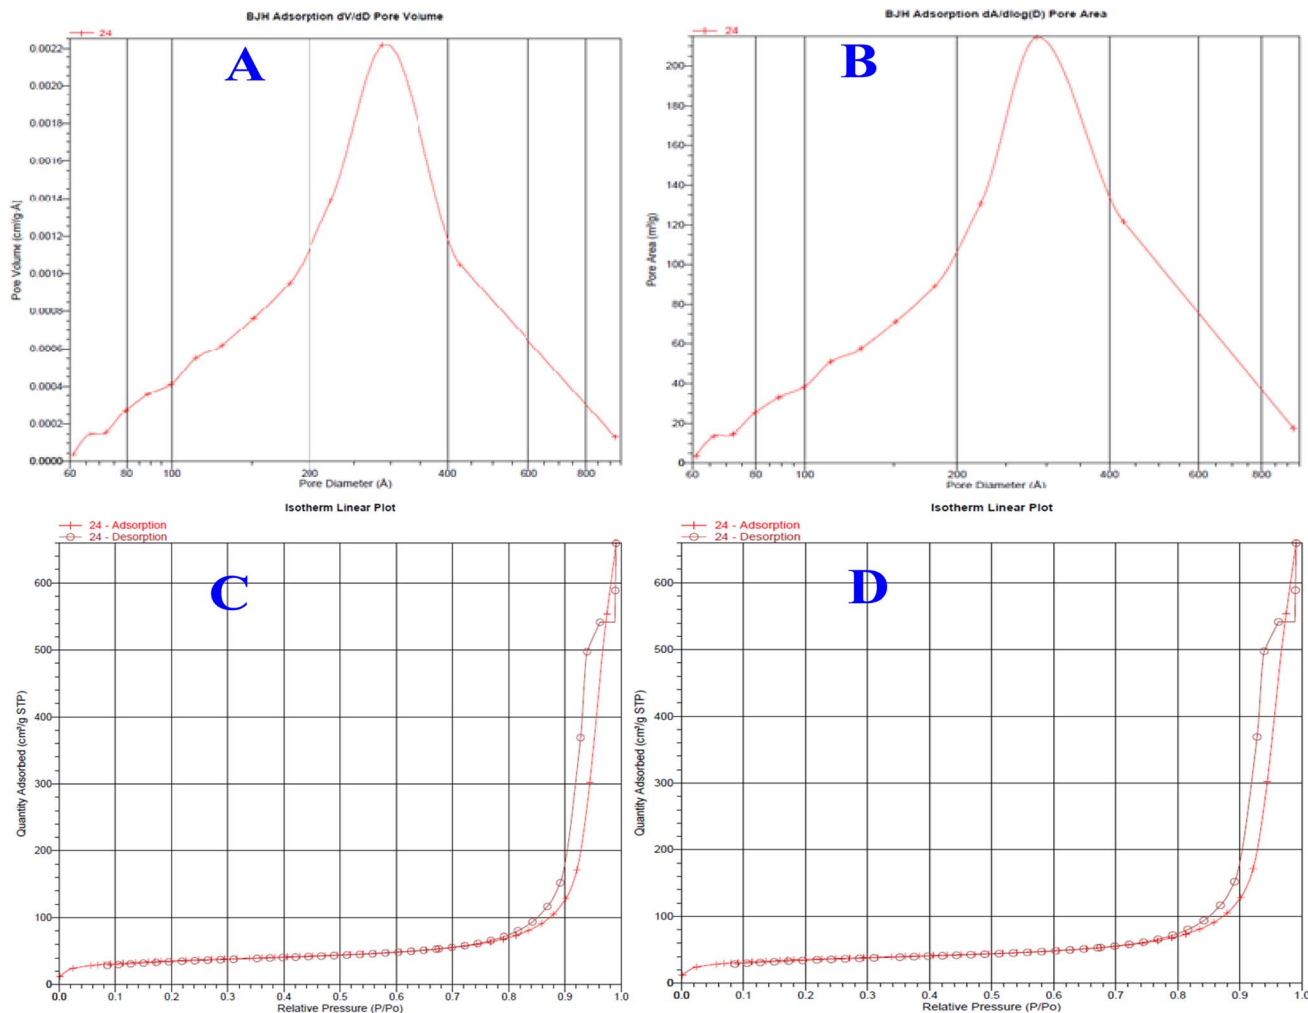 BJH Adsorption dV/dD Pore Volume
24
A
Pore Volume (cm³/g·Å)
0.0022
0.0020
0.0018
0.0016
0.0014
0.0012
0.0010
0.0008
0.0006
0.0004
0.0002
0.0000
60 80 100 200 400 600 800
Pore Diameter (Å)
BJH Adsorption dA/dlog(D) Pore Area
24
B
Pore Area (m²/g)
200
180
160
140
120
100
80
60
40
20
0
60 80 100 200 400 600 800
Pore Diameter (Å)
Isotherm Linear Plot
24 - Adsorption
24 - Desorption
C
Quantity Adsorbed (cm³/g STP)
600
500
400
300
200
100
0
0.0 0.1 0.2 0.3 0.4 0.5 0.6 0.7 0.8 0.9 1.0
Relative Pressure (P/Po)
Isotherm Linear Plot
24 - Adsorption
24 - Desorption
D
Quantity Adsorbed (cm³/g STP)
600
500
400
300
200
100
0
0.0 0.1 0.2 0.3 0.4 0.5 0.6 0.7 0.8 0.9 1.0
Relative Pressure (P/Po)